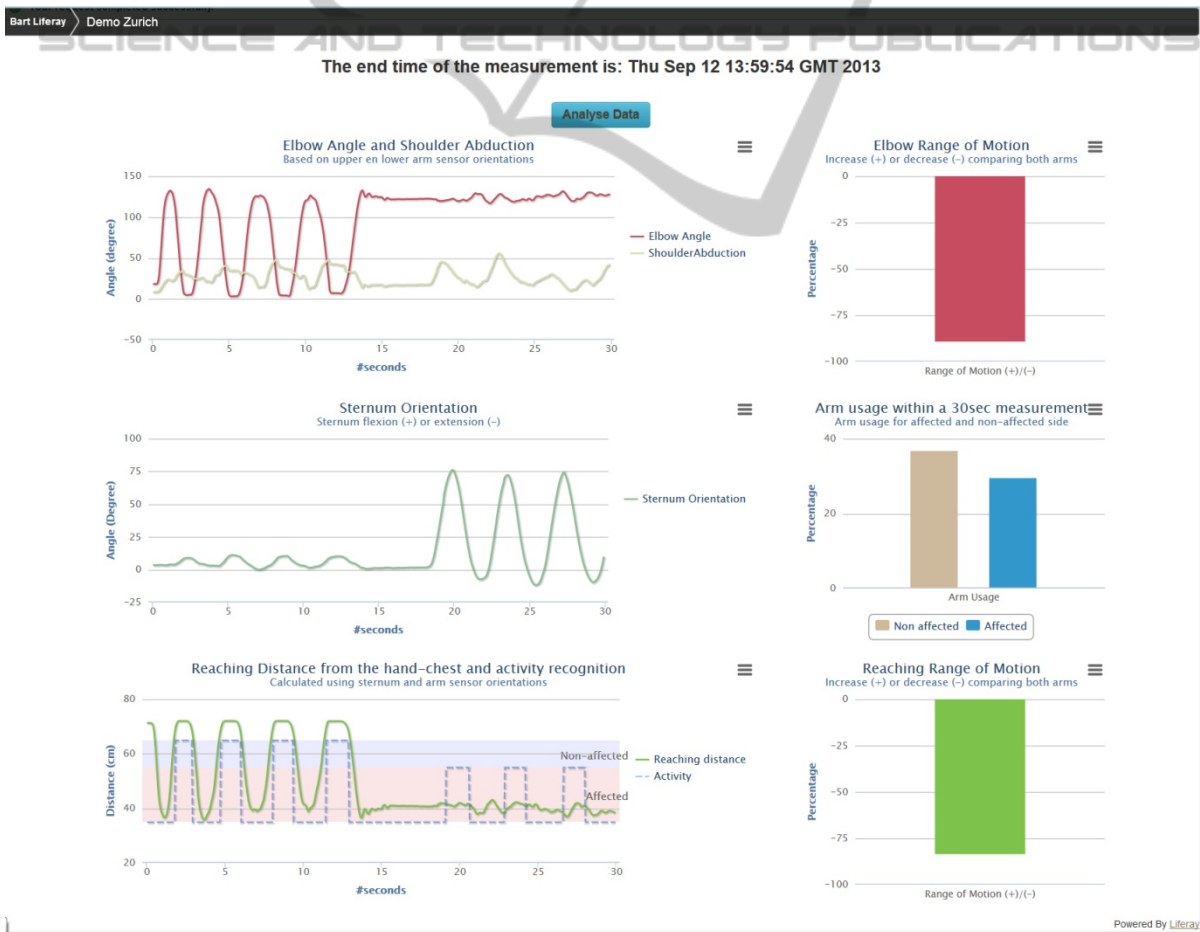 Bart Liferay Demo Zurich
SCIENCE AND TECHNOLOGY PUBLICATIONS
The end time of the measurement is: Thu Sep 12 13:59:54 GMT 2013
Analyse Data
Elbow Angle and Shoulder Abduction
Based on upper en lower arm sensor orientations
Angle (degree)
150
100
50
0
-50
0 5 10 15 20 25 30
#seconds
Elbow Angle
ShoulderAbduction
Elbow Range of Motion
Increase (+) or decrease (-) comparing both arms
Percentage
0
-25
-50
-75
-100
Range of Motion (+)/(-)
Sternum Orientation
Sternum flexion (+) or extension (-)
Angle (Degree)
100
75
50
25
0
-25
0 5 10 15 20 25 30
#seconds
Sternum Orientation
Arm usage within a 30sec measurement
Arm usage for affected and non-affected side
Percentage
40
20
0
Arm Usage
Non affected Affected
Reaching Distance from the hand-chest and activity recognition
Calculated using sternum and arm sensor orientations
Distance (cm)
80
60
40
20
Non-affected
Affected
0 5 10 15 20 25 30
#seconds
Reaching distance
Activity
Reaching Range of Motion
Increase (+) or decrease (-) comparing both arms
Percentage
0
-25
-50
-75
-100
Range of Motion (+)/(-)
Powered By Liferay